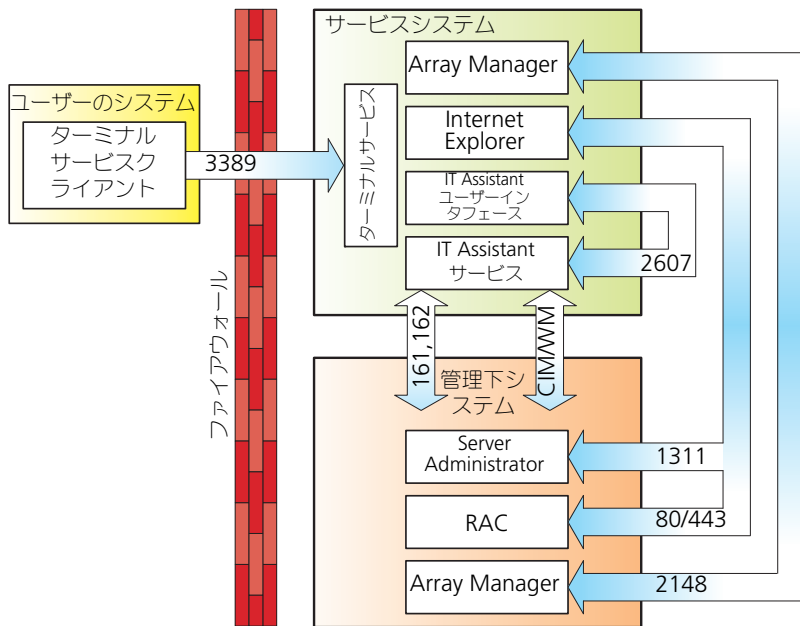 サービスシステム
Array Manager
ユーザーのシステム
ターミナル
サービスク
ライアント
3389
ターミナルサービス
Internet
Explorer
IT Assistant
ユーザーイン
タフェース
IT Assistant
サービス
2607
ファイアウォール
161,162
CIM/WM
管理下シ
ステム
Server
Administrator
1311
RAC
80/443
Array Manager
2148